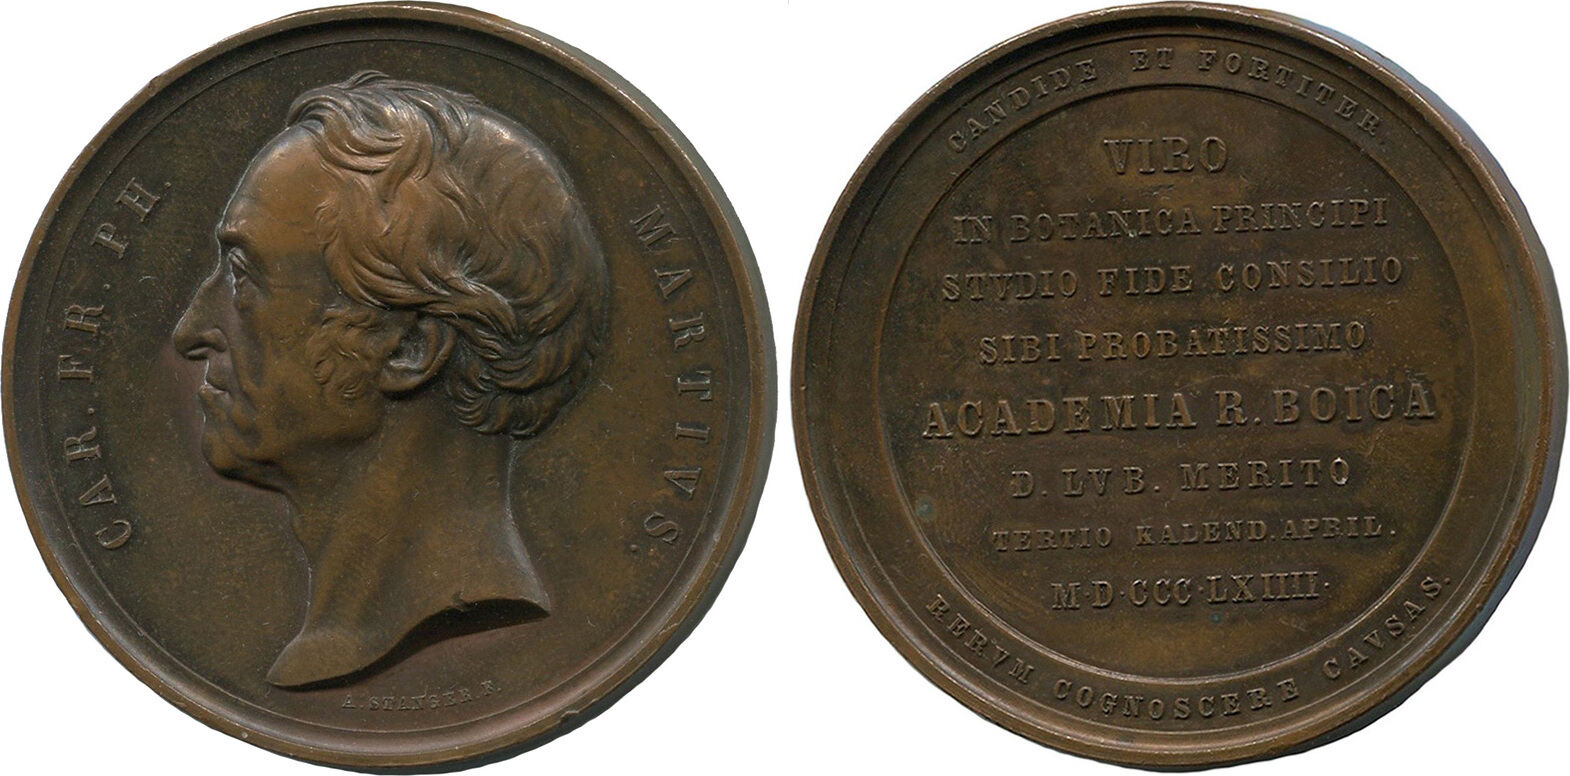 CAR. FR. PH. MARTIVS.
A. STANGER. F.
CANDIDE ET FORTITER.
VIRO
IN BOTANICA PRINCIPI
STVDIO FIDE CONSILIO
SIBI PROBATISSIMO
ACADEMIA R. BOICA
D. LVB. MERITO
TERTIO KALEND. APRIL.
M·D·CCC·LXIIII·
RERVM COGNOSCERE CAVSAS.